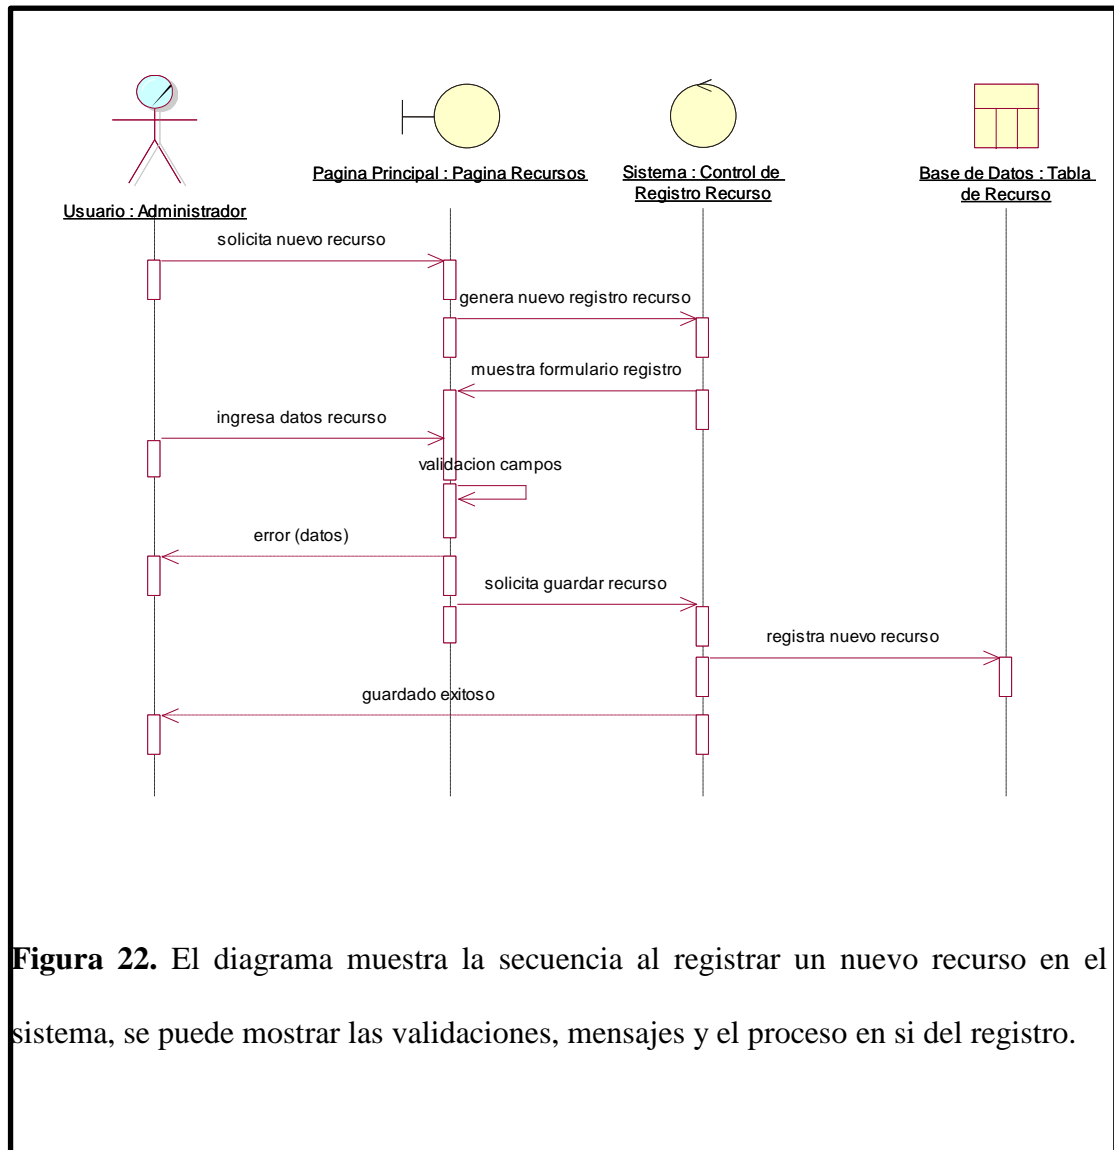 Usuario : Administrador
Pagina Principal : Pagina Recursos
Sistema : Control de
Registro Recurso
Base de Datos : Tabla
de Recurso
solicita nuevo recurso
genera nuevo registro recurso
muestra formulario registro
ingresa datos recurso
validacion campos
error (datos)
solicita guardar recurso
registra nuevo recurso
guardado exitoso
Figura 22. El diagrama muestra la secuencia al registrar un nuevo recurso en el
sistema, se puede mostrar las validaciones, mensajes y el proceso en si del registro.